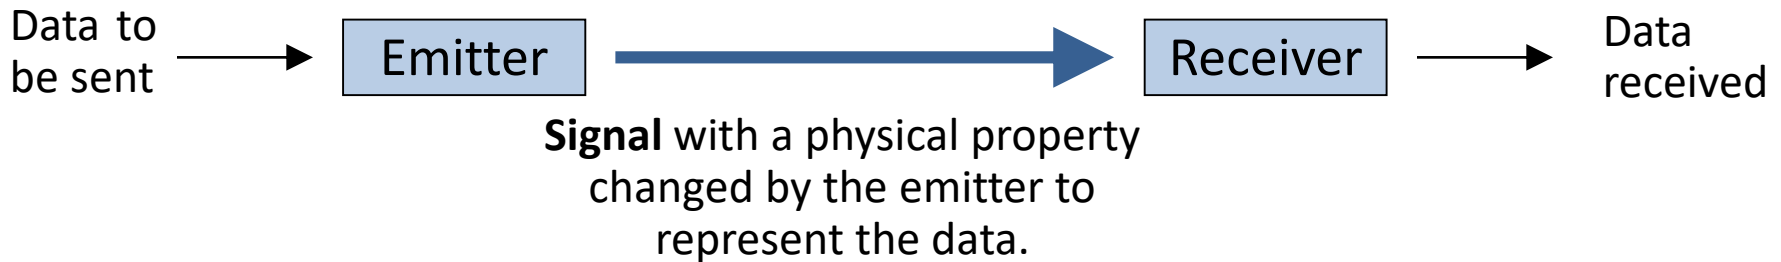 Data to
be sent
Emitter
Receiver
Data
received
Signal with a physical property
changed by the emitter to
represent the data.